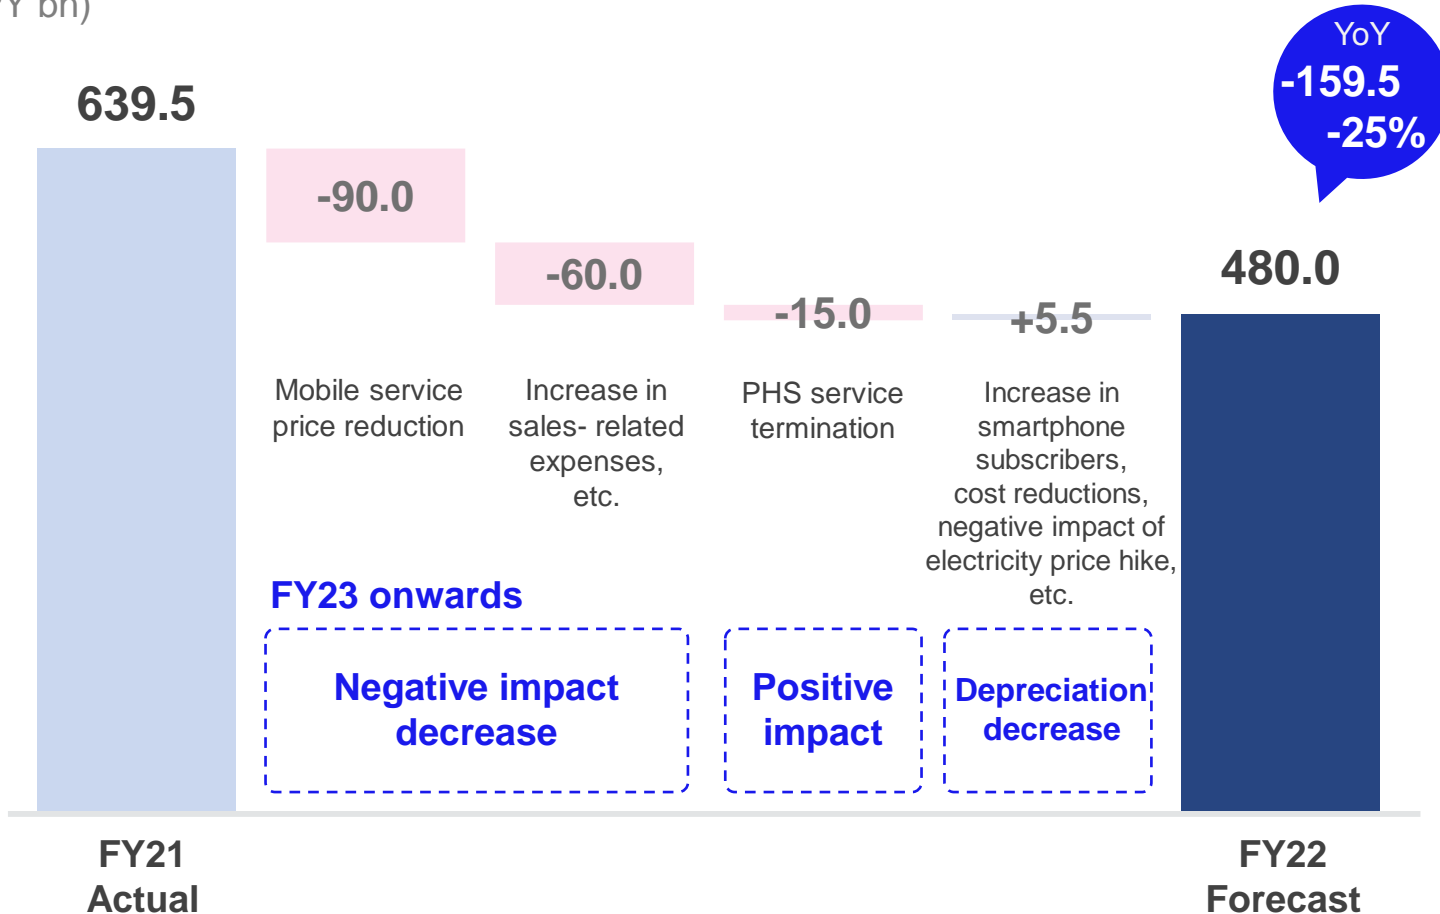 bn)
YoY
-159.5
-25%
639.5
-90.0
-60.0
-15.0
+5.5
480.0
Mobile service
price reduction
Increase in
sales- related
expenses,
etc.
PHS service
termination
Increase in
smartphone
subscribers,
cost reductions,
negative impact of
electricity price hike,
etc.
FY23 onwards
Negative impact
decrease
Positive
impact
Depreciation
decrease
FY21
Actual
FY22
Forecast